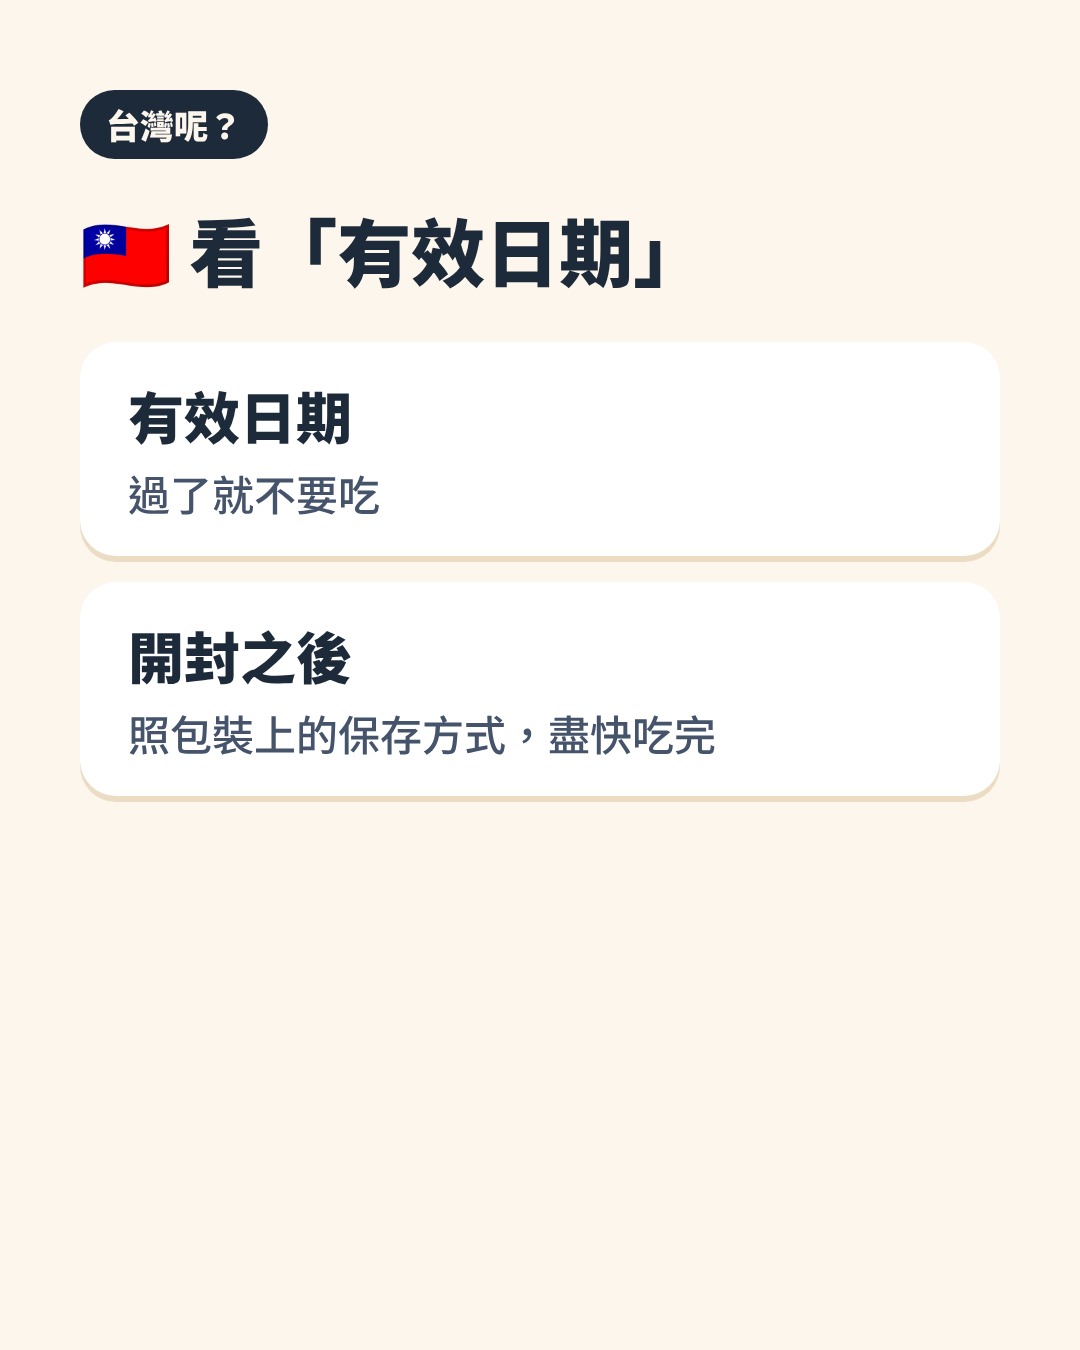 台灣呢？
🇹🇼 看「有效日期」
有效日期
過了就不要吃
開封之後
照包裝上的保存方式，盡快吃完